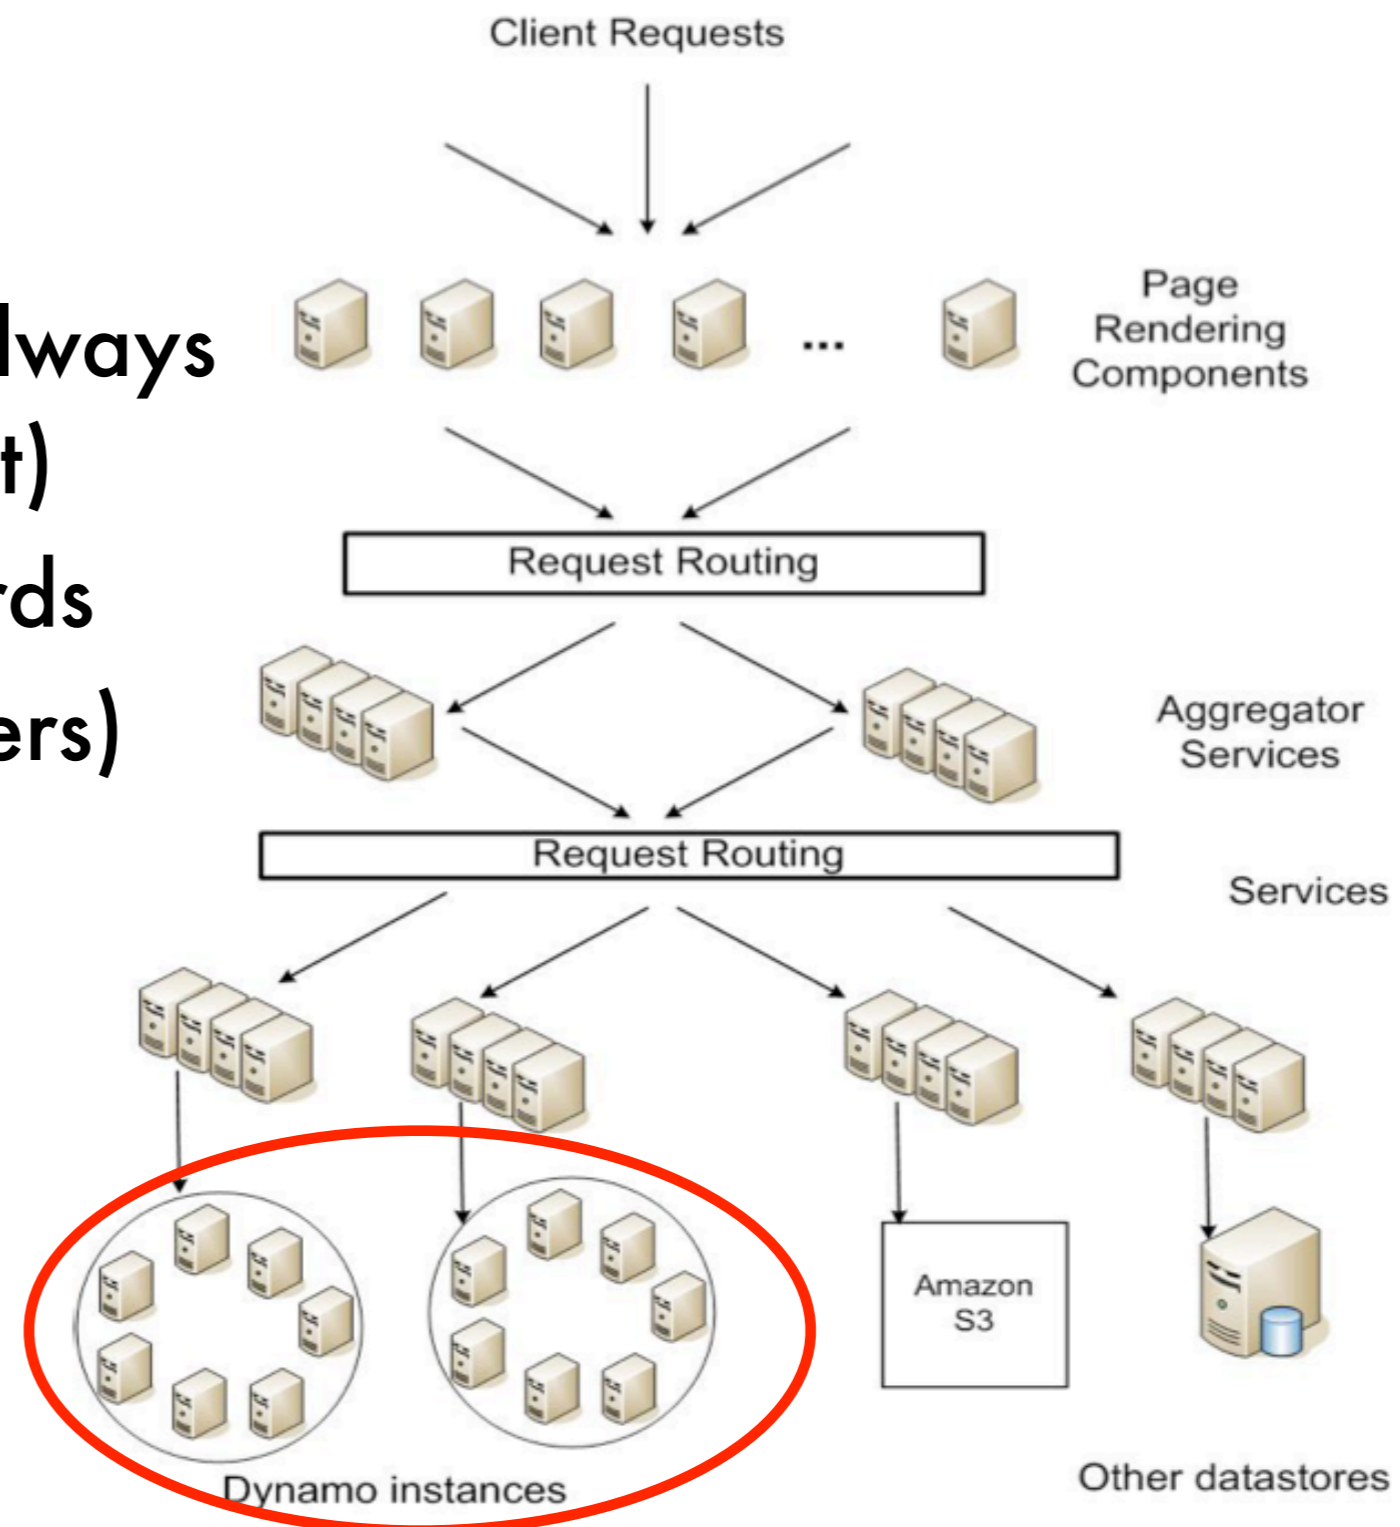 Client Requests
Page
Rendering
Components
...
Request Routing
Aggregator
Services
Request Routing
Services
Amazon
S3
Dynamo instances
Other datastores